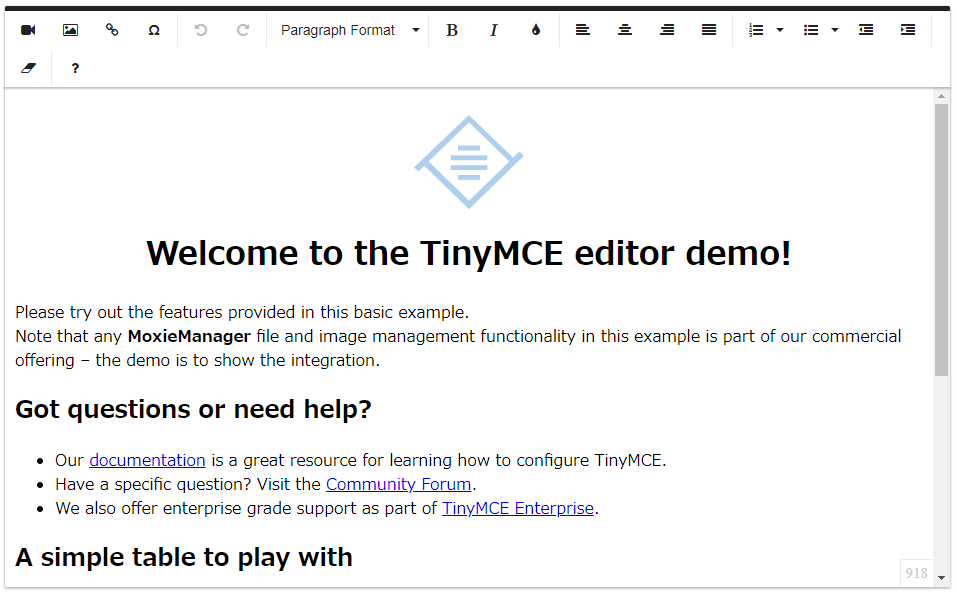 Ω Paragraph Format B I
?
Welcome to the TinyMCE editor demo!
Please try out the features provided in this basic example.
Note that any MoxieManager file and image management functionality in this example is part of our commercial
offering – the demo is to show the integration.
Got questions or need help?
• Our documentation is a great resource for learning how to configure TinyMCE.
• Have a specific question? Visit the Community Forum.
• We also offer enterprise grade support as part of TinyMCE Enterprise.
A simple table to play with
918